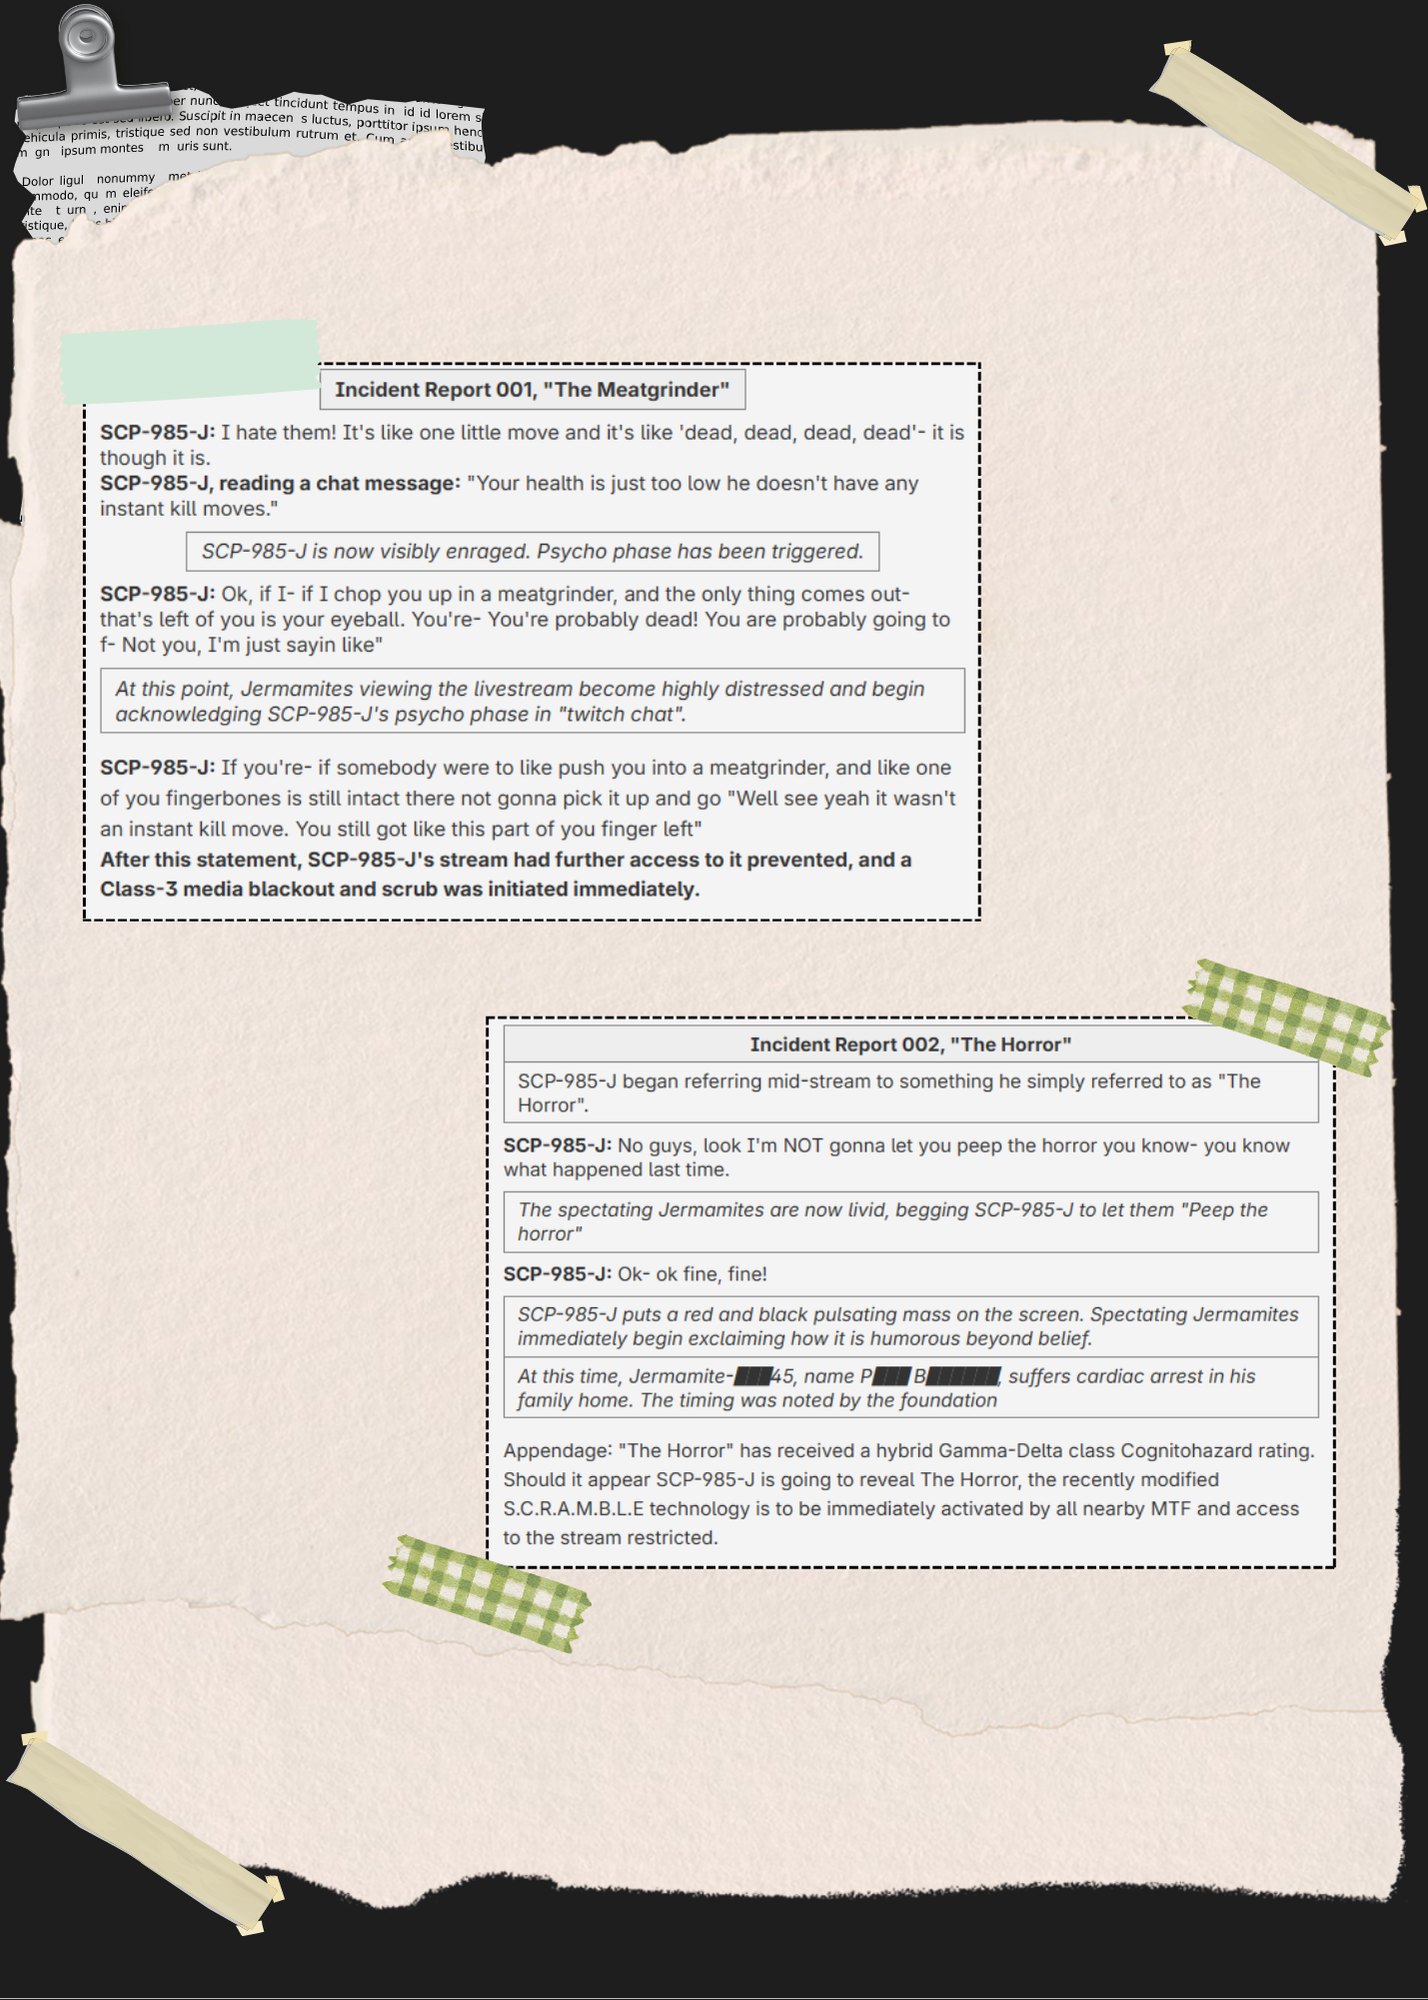 er nunc et tincidunt tempus in id id lorem
libero. Suscipit in maecen s luctus, porttitor ipsum
ehicula primis, tristique sed non vestibulum rutrum et. Cum
m gn ipsum montes m uris sunt.
Dolor ligul nonummy
mmodo, qu m
t urn ,
istique,
Incident Report 001, "The Meatgrinder"
SCP-985-J: I hate them! It's like one little move and it's like 'dead, dead, dead, dead'- it is
though it is.
SCP-985-J, reading a chat message: "Your health is just too low he doesn't have any
instant kill moves."
SCP-985-J is now visibly enraged. Psycho phase has been triggered.
SCP-985-J: Ok, if I- if I chop you up in a meatgrinder, and the only thing comes out-
that's left of you is your eyeball. You're- You're probably dead! You are probably going to
f- Not you, I'm just sayin like"
At this point, Jermamites viewing the livestream become highly distressed and begin
acknowledging SCP-985-J's psycho phase in "twitch chat".
SCP-985-J: If you're- if somebody were to like push you into a meatgrinder, and like one
of you fingerbones is still intact there not gonna pick it up and go "Well see yeah it wasn't
an instant kill move. You still got like this part of you finger left"
After this statement, SCP-985-J's stream had further access to it prevented, and a
Class-3 media blackout and scrub was initiated immediately.
Incident Report 002, "The Horror"
SCP-985-J began referring mid-stream to something he simply referred to as "The
Horror".
SCP-985-J: No guys, look I'm NOT gonna let you peep the horror you know- you know
what happened last time.
The spectating Jermamites are now livid, begging SCP-985-J to let them "Peep the
horror"
SCP-985-J: Ok- ok fine, fine!
SCP-985-J puts a red and black pulsating mass on the screen. Spectating Jermamites
immediately begin exclaiming how it is humorous beyond belief.
At this time, Jermamite-███45, name P███ B██████, suffers cardiac arrest in his
family home. The timing was noted by the foundation
Appendage: "The Horror" has received a hybrid Gamma-Delta class Cognitohazard rating.
Should it appear SCP-985-J is going to reveal The Horror, the recently modified
S.C.R.A.M.B.L.E technology is to be immediately activated by all nearby MTF and access
to the stream restricted.